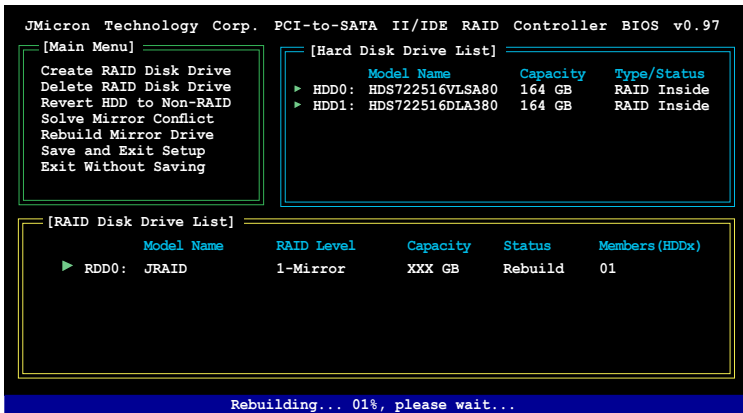 JMicron Technology Corp. PCI-to-SATA II/IDE RAID Controller BIOS v0.97
[Main Menu]
Create RAID Disk Drive
Delete RAID Disk Drive
Revert HDD to Non-RAID
Solve Mirror Conflict
Rebuild Mirror Drive
Save and Exit Setup
Exit Without Saving
[Hard Disk Drive List]
Model Name Capacity Type/Status
HDD0: HDS722516VLSA80 164 GB RAID Inside
HDD1: HDS722516DLA380 164 GB RAID Inside
[RAID Disk Drive List]
Model Name RAID Level Capacity Status Members(HDDx)
RDD0: JRAID 1-Mirror XXX GB Rebuild 01
Rebuilding... 01%, please wait...